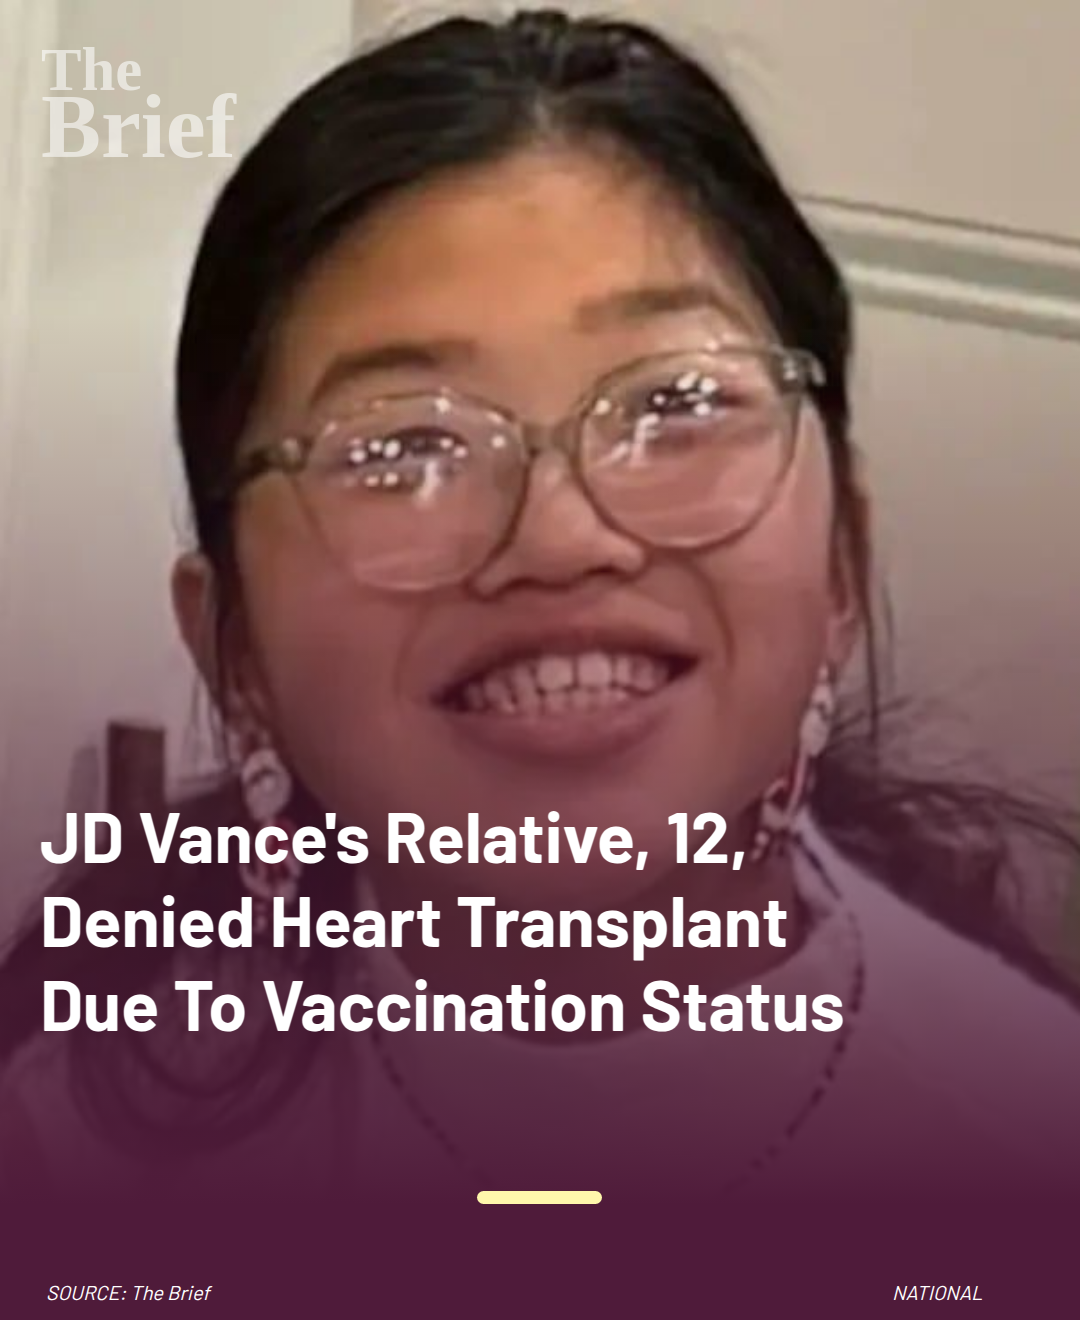 The
Brief
JD Vance's Relative, 12,
Denied Heart Transplant
Due To Vaccination Status
SOURCE: The Brief
NATIONAL